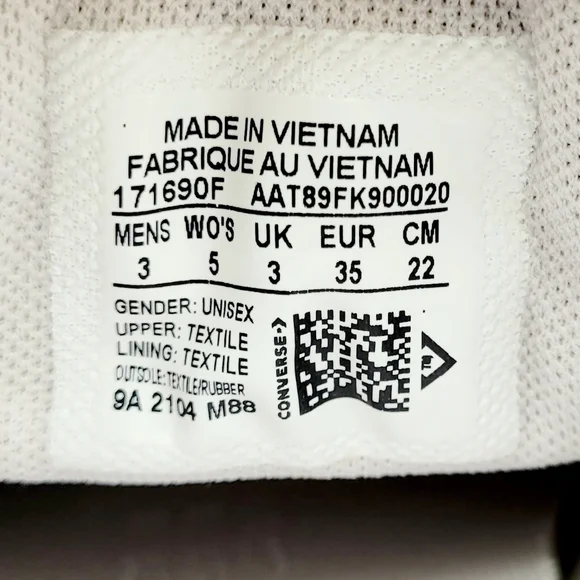 MADE IN VIETNAM
FABRIQUE AU VIETNAM
171690F AAT89FK900020
MENS WO'S UK EUR CM
3 5 3 35 22
GENDER: UNISEX
UPPER: TEXTILE
LINING: TEXTILE
OUTSOLE: TEXTILE/RUBBER
9A 2104 M88
CONVERSE